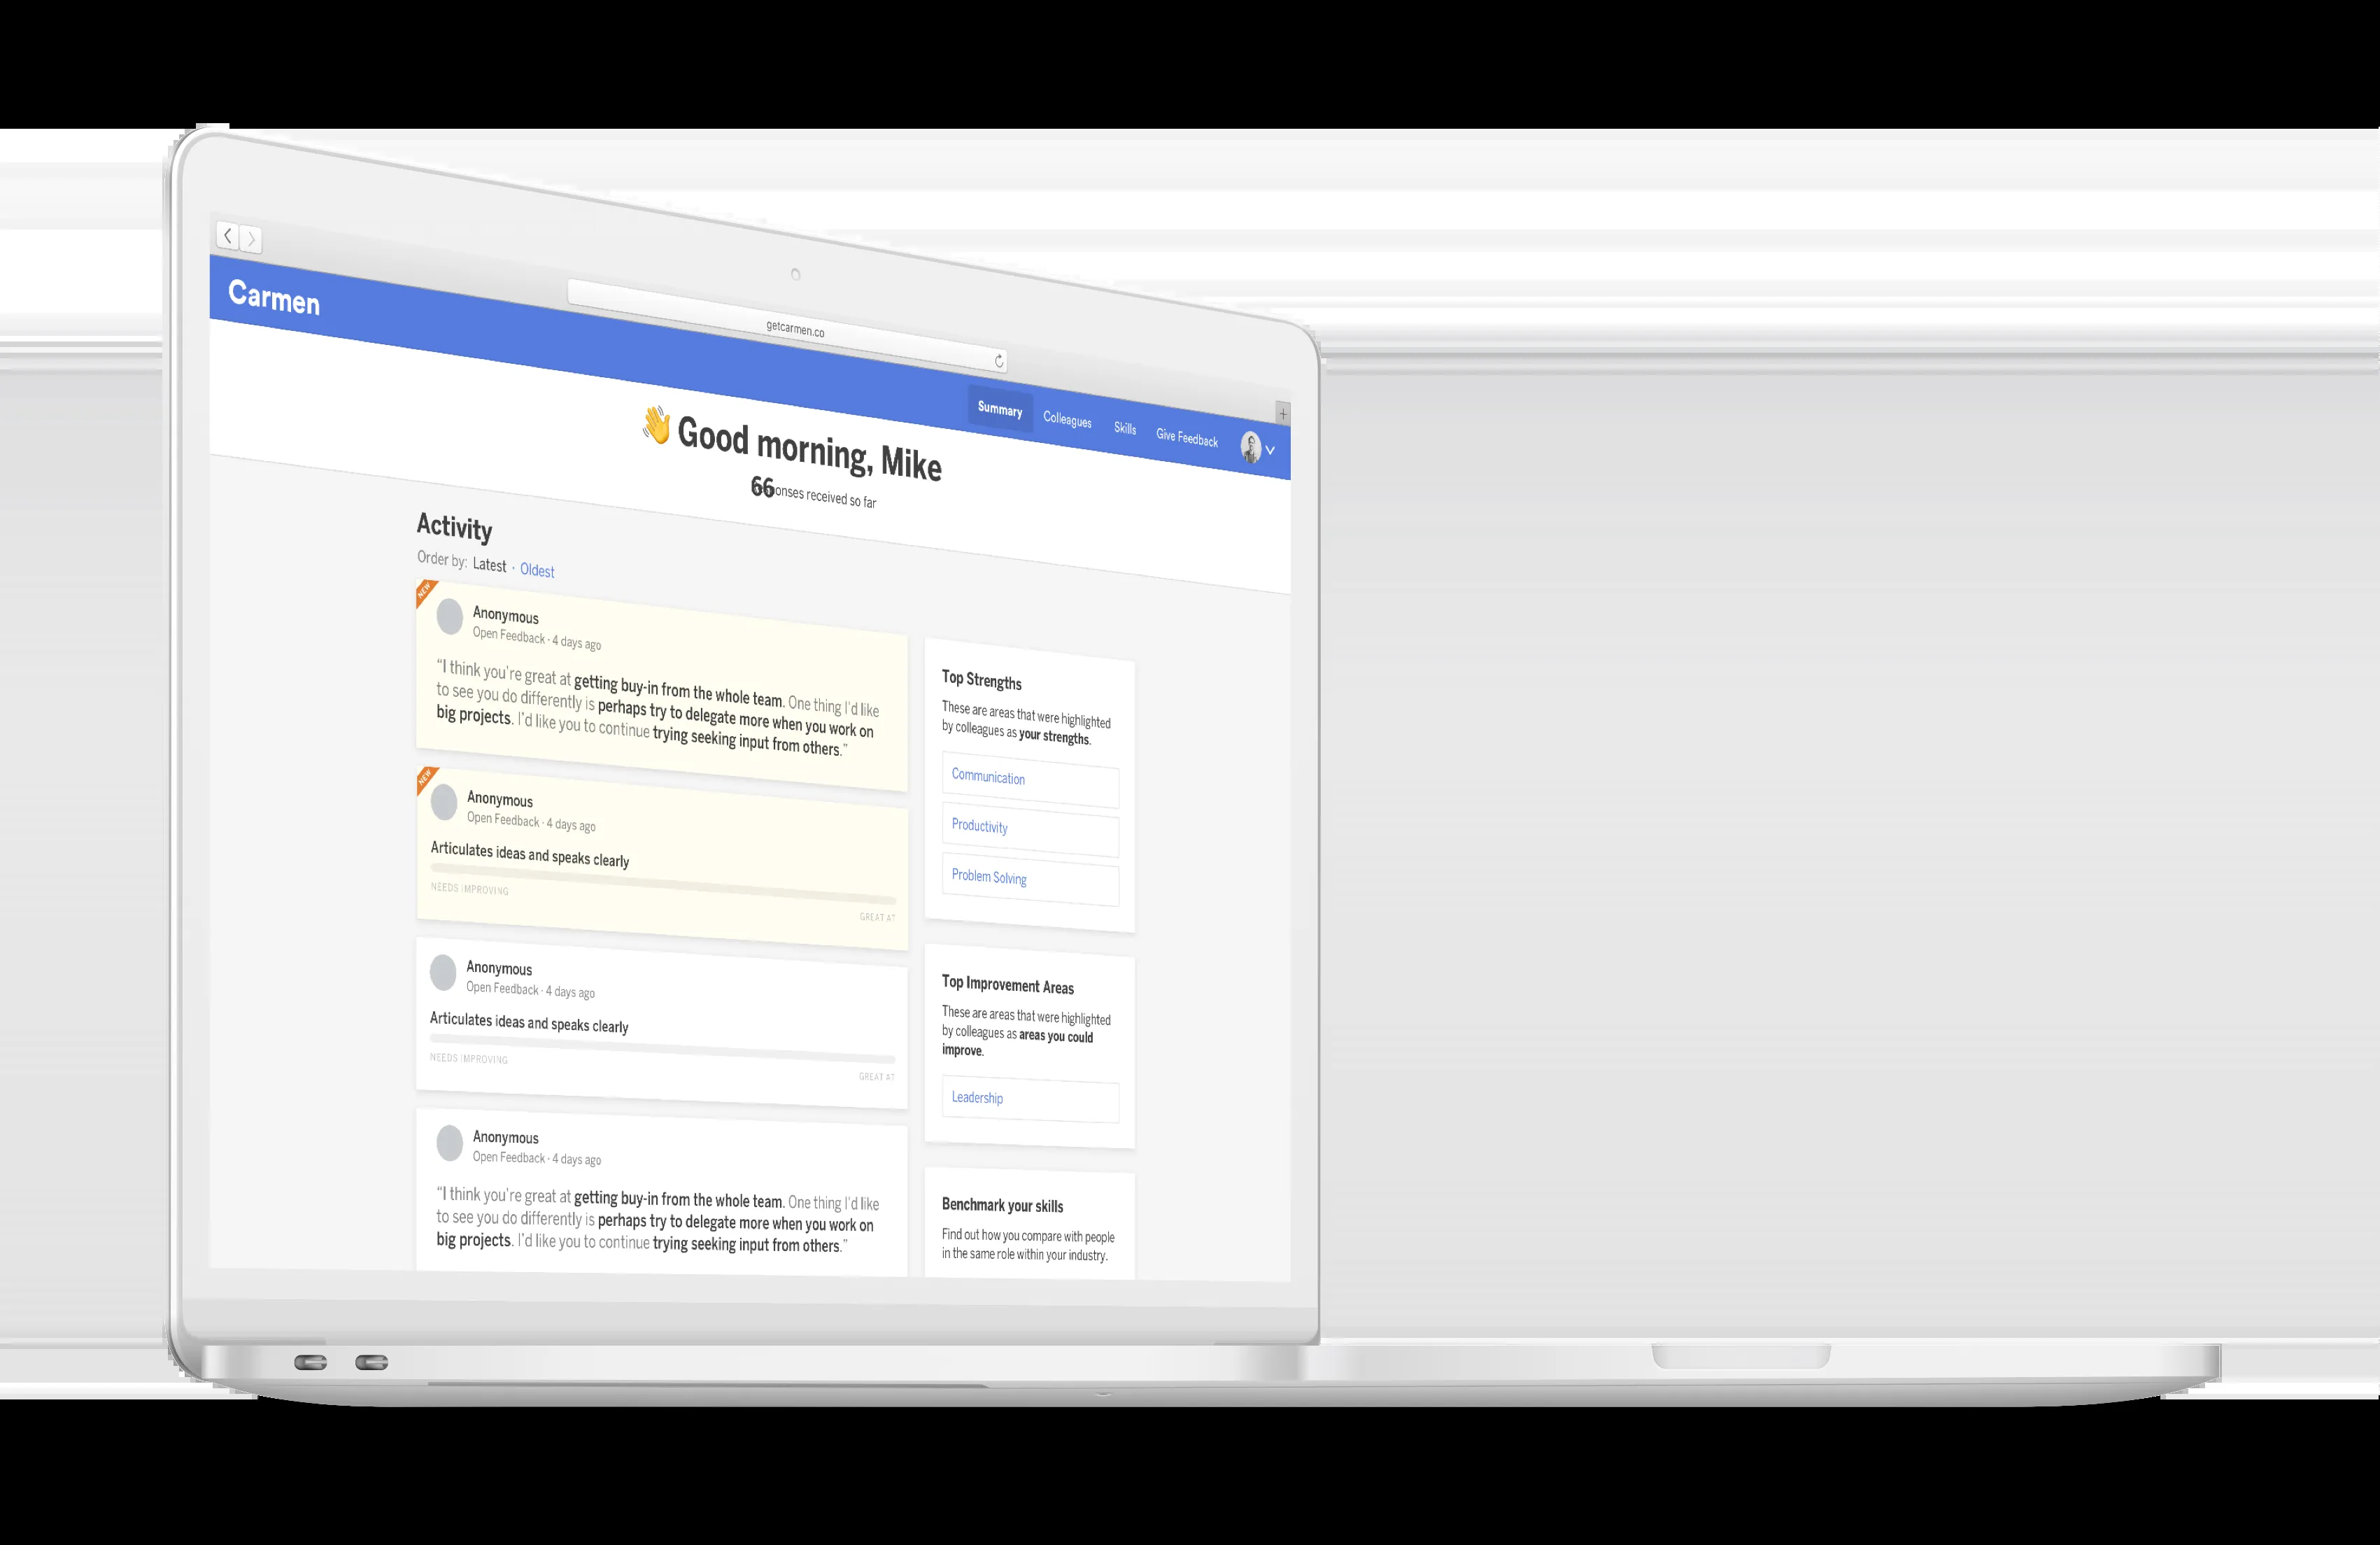 getcarmen.co
Carmen
Summary
Colleagues
Skills
Give Feedback
👋 Good morning, Mike
66 onses received so far
Activity
Order by: Latest · Oldest
NEW
Anonymous
Open Feedback · 4 days ago
“I think you're great at getting buy-in from the whole team. One thing I'd like
to see you do differently is perhaps try to delegate more when you work on
big projects. I'd like you to continue trying seeking input from others.”
NEW
Anonymous
Open Feedback · 4 days ago
Articulates ideas and speaks clearly
NEEDS IMPROVING
GREAT AT
Anonymous
Open Feedback · 4 days ago
Articulates ideas and speaks clearly
NEEDS IMPROVING
GREAT AT
Anonymous
Open Feedback · 4 days ago
“I think you're great at getting buy-in from the whole team. One thing I'd like
to see you do differently is perhaps try to delegate more when you work on
big projects. I'd like you to continue trying seeking input from others.”
Top Strengths
These are areas that were highlighted
by colleagues as your strengths.
Communication
Productivity
Problem Solving
Top Improvement Areas
These are areas that were highlighted
by colleagues as areas you could
improve.
Leadership
Benchmark your skills
Find out how you compare with people
in the same role within your industry.